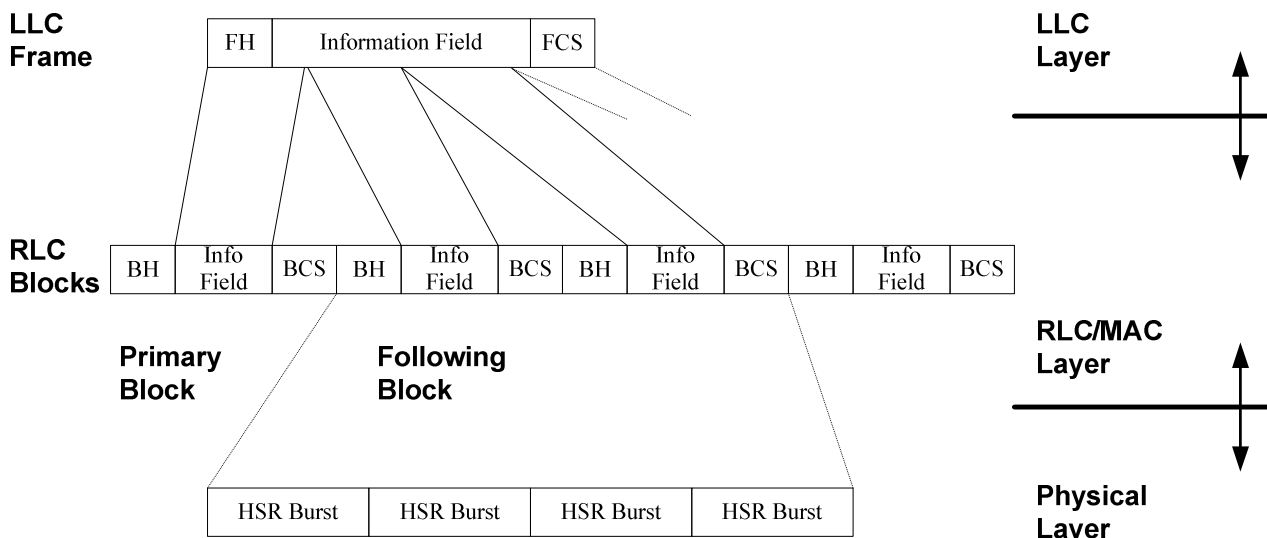 LLC
Frame
FH
Information Field
FCS
LLC
Layer
RLC
Blocks
BH
Info
Field
BCS
BH
Info
Field
BCS
BH
Info
Field
BCS
BH
Info
Field
BCS
Primary
Block
Following
Block
RLC/MAC
Layer
HSR Burst
HSR Burst
HSR Burst
HSR Burst
Physical
Layer